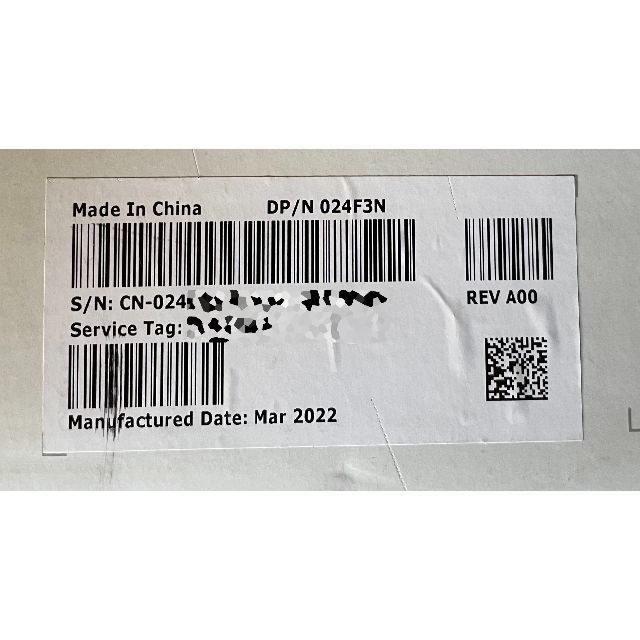 Made In China DP/N 024F3N
S/N: CN-024
REV A00
Service Tag:
Manufactured Date: Mar 2022